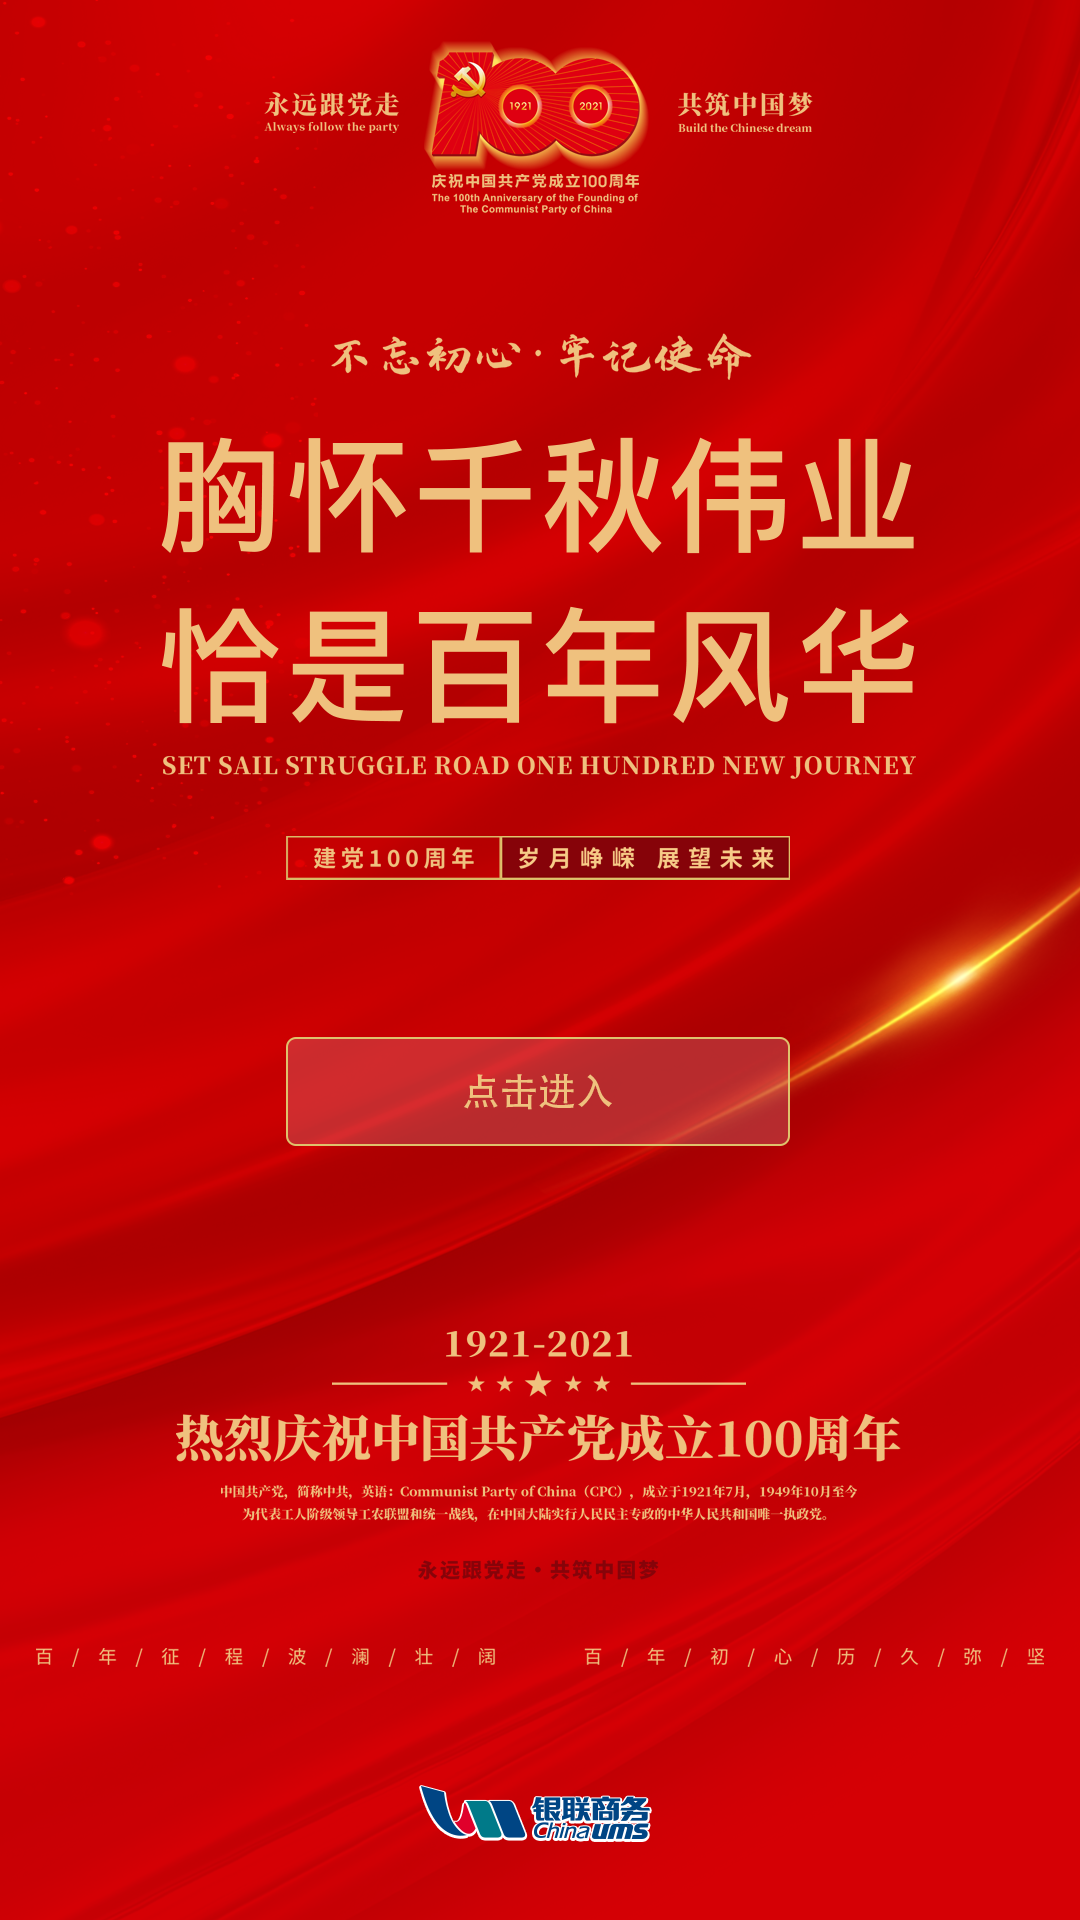 永远跟党走
Always follow the party
1921
2021
共筑中国梦
Build the Chinese dream
庆祝中国共产党成立100周年
The 100th Anniversary of the Founding of
The Communist Party of China
不忘初心·牢记使命
胸怀千秋伟业
恰是百年风华
SET SAIL STRUGGLE ROAD ONE HUNDRED NEW JOURNEY
建党100周年
岁月峥嵘 展望未来
点击进入
1921-2021
热烈庆祝中国共产党成立100周年
中国共产党，简称中共，英语：Communist Party of China（CPC），成立于1921年7月，1949年10月至今
为代表工人阶级领导工农联盟和统一战线，在中国大陆实行人民民主专政的中华人民共和国唯一执政党。
永远跟党走·共筑中国梦
百 / 年 / 征 / 程 / 波 / 澜 / 壮 / 阔
百 / 年 / 初 / 心 / 历 / 久 / 弥 / 坚
银联商务
China ums